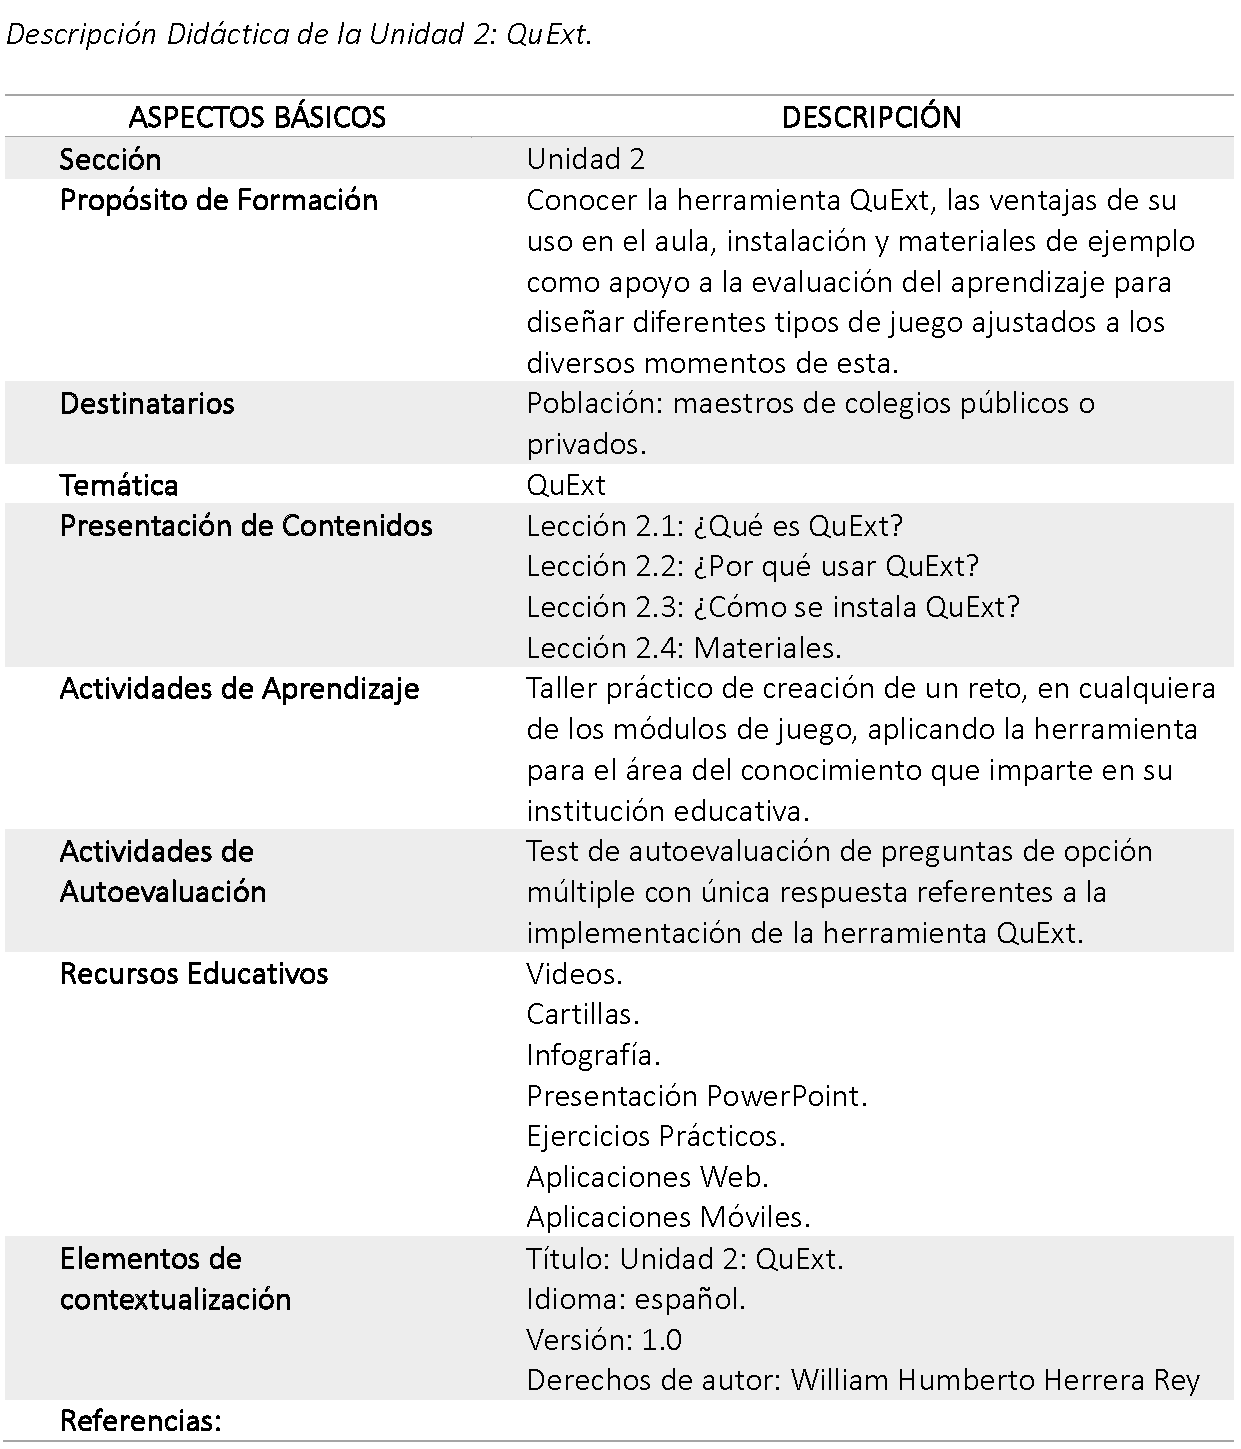 Descripción Didáctica de la Unidad 2: QuExt.
ASPECTOS BÁSICOS DESCRIPCIÓN
Sección Unidad 2
Propósito de Formación Conocer la herramienta QuExt, las ventajas de su
uso en el aula, instalación y materiales de ejemplo
como apoyo a la evaluación del aprendizaje para
diseñar diferentes tipos de juego ajustados a los
diversos momentos de esta.
Destinatarios Población: maestros de colegios públicos o
privados.
Temática QuExt
Presentación de Contenidos Lección 2.1: ¿Qué es QuExt?
Lección 2.2: ¿Por qué usar QuExt?
Lección 2.3: ¿Cómo se instala QuExt?
Lección 2.4: Materiales.
Actividades de Aprendizaje Taller práctico de creación de un reto, en cualquiera
de los módulos de juego, aplicando la herramienta
para el área del conocimiento que imparte en su
institución educativa.
Actividades de Test de autoevaluación de preguntas de opción
Autoevaluación múltiple con única respuesta referentes a la
implementación de la herramienta QuExt.
Recursos Educativos Videos.
Cartillas.
Infografía.
Presentación PowerPoint.
Ejercicios Prácticos.
Aplicaciones Web.
Aplicaciones Móviles.
Elementos de Título: Unidad 2: QuExt.
contextualización Idioma: español.
Versión: 1.0
Derechos de autor: William Humberto Herrera Rey
Referencias: